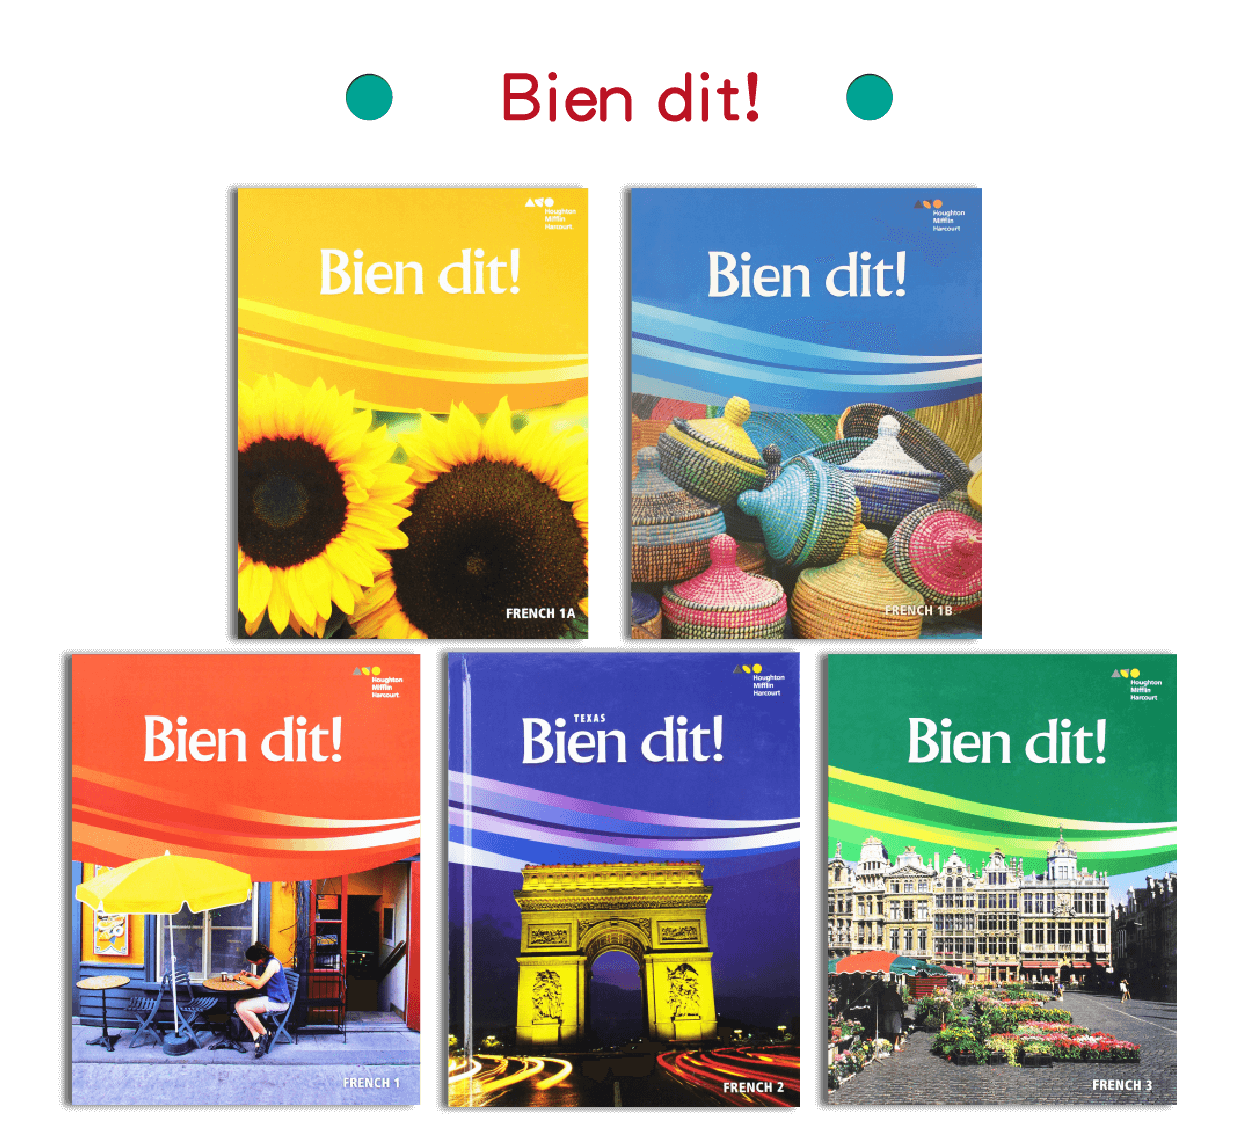 Bien dit!
Houghton
Mifflin
Harcourt
Bien dit!
FRENCH 1A
Houghton
Mifflin
Harcourt
Bien dit!
FRENCH 1B
Houghton
Mifflin
Harcourt
Bien dit!
FRENCH 1
Houghton
Mifflin
Harcourt
TEXAS
Bien dit!
FRENCH 2
Houghton
Mifflin
Harcourt
Bien dit!
FRENCH 3